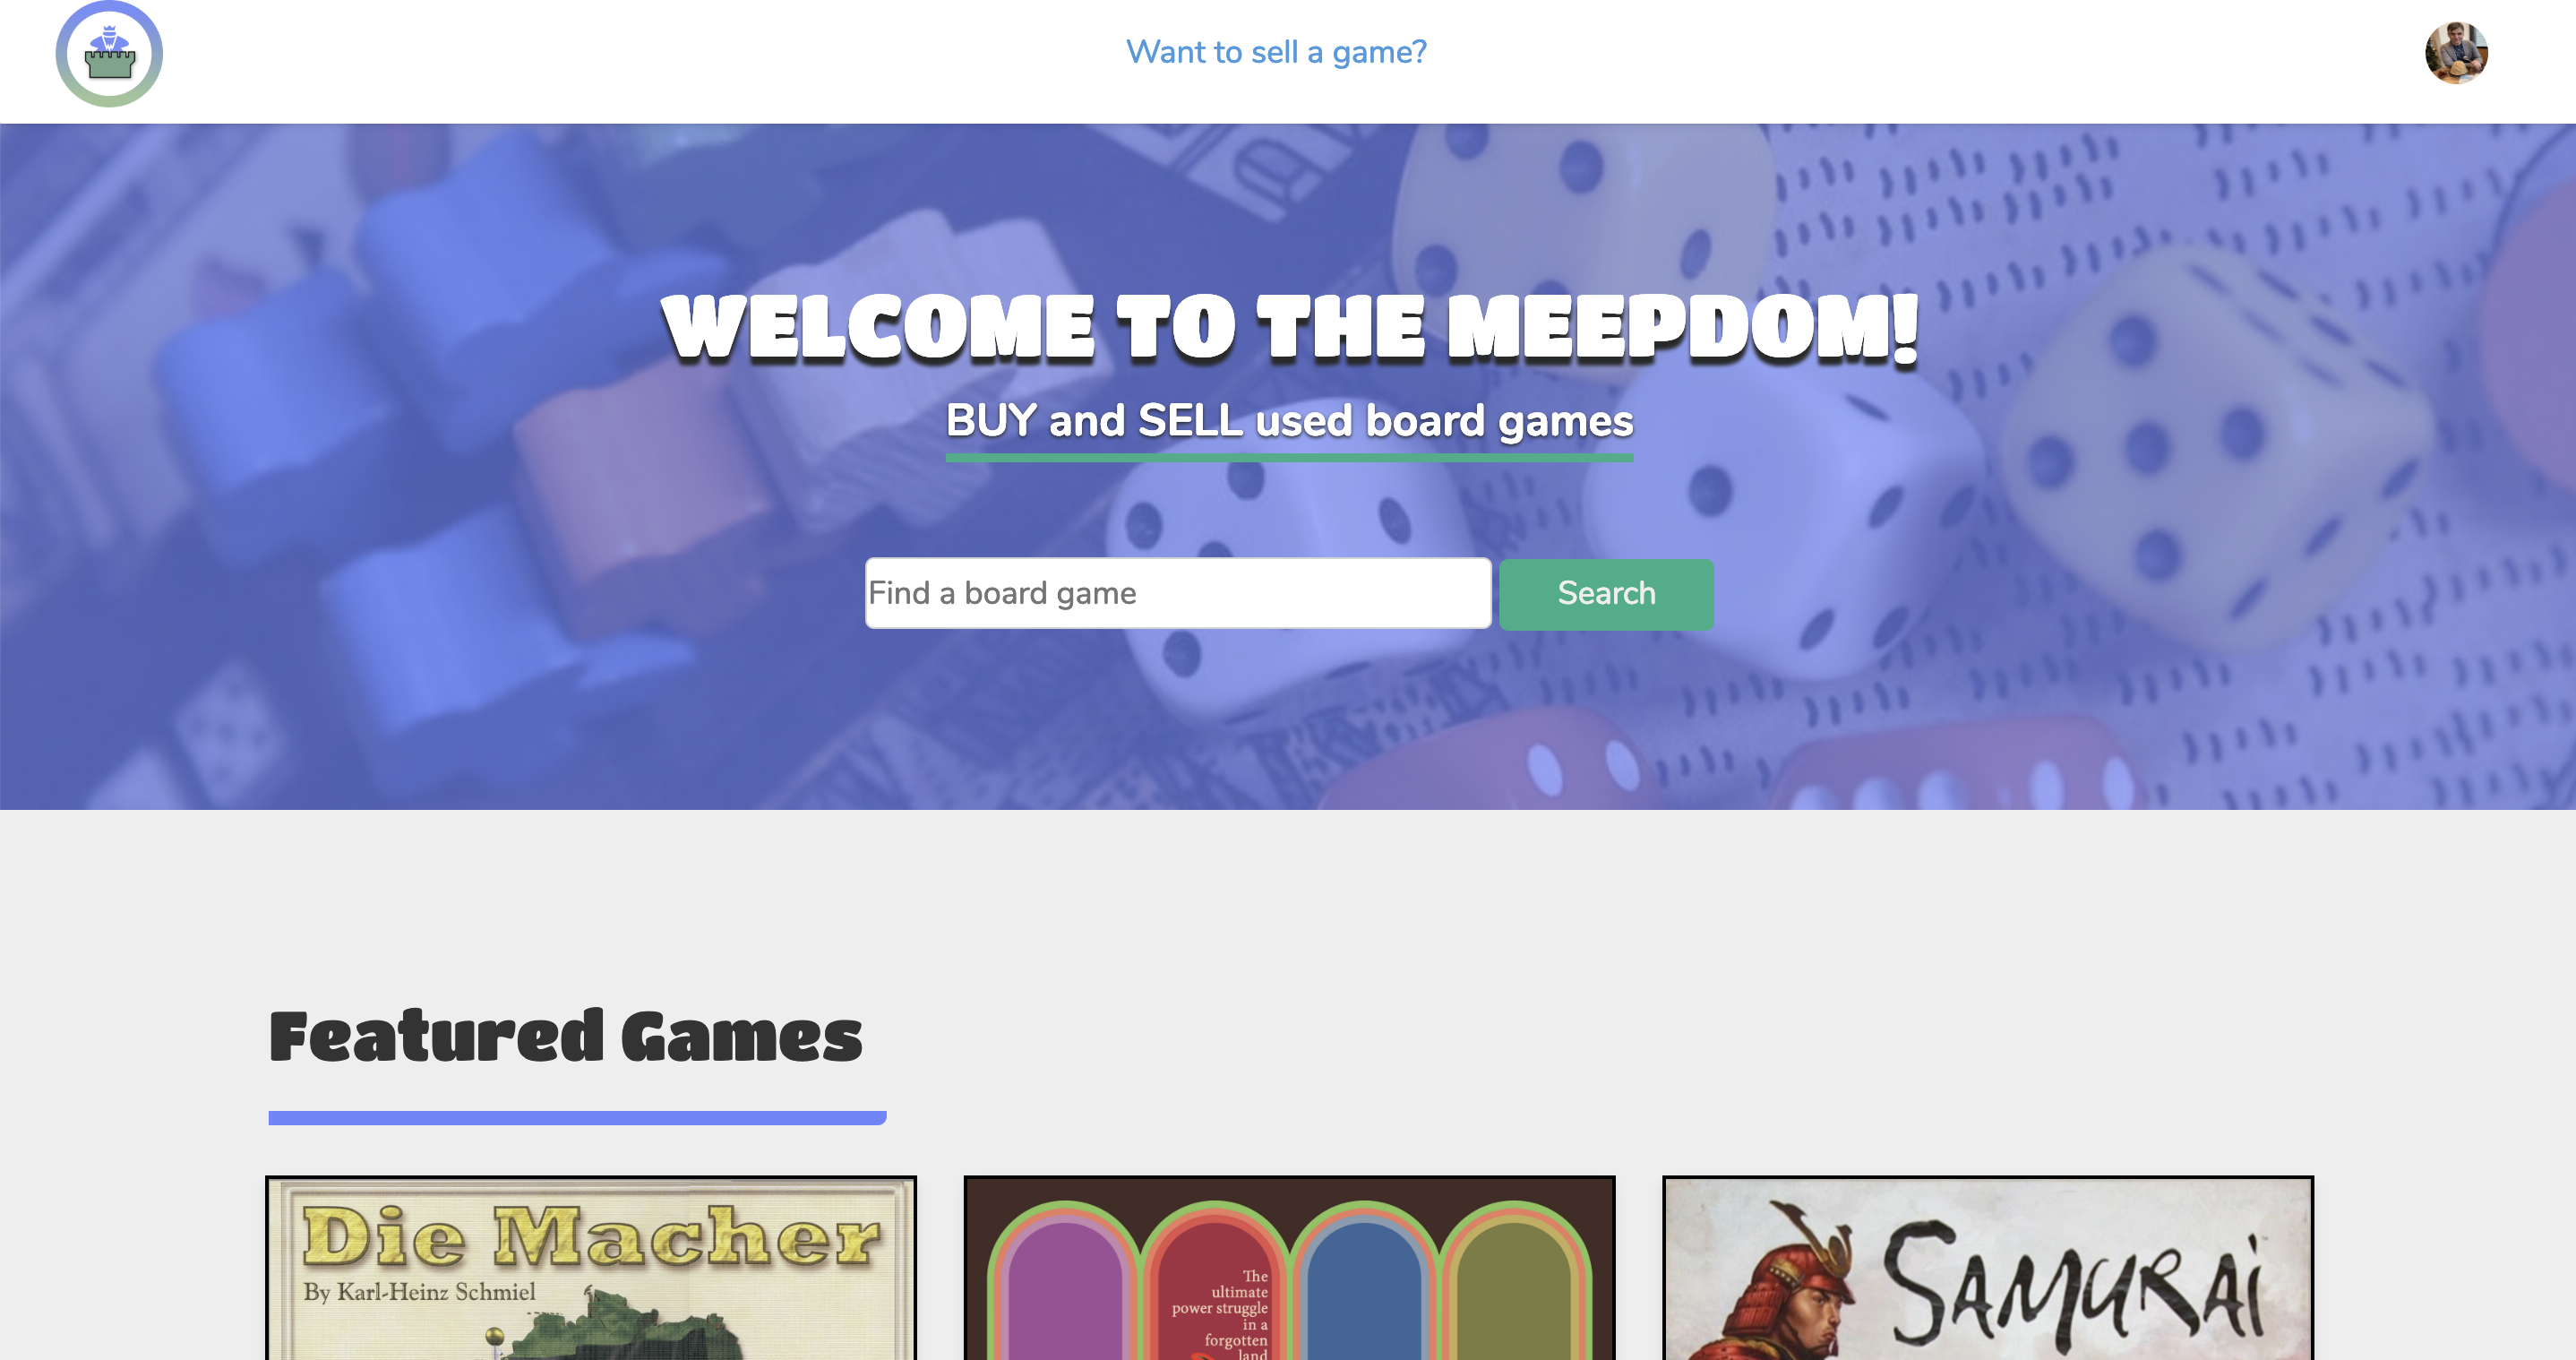 Want to sell a game?
WELCOME TO THE MEEPDOM!
BUY and SELL used board games
Find a board game
Search
Featured Games
Die Macher
By Karl-Heinz Schmiel
The
ultimate
power struggle
in a
forgotten
land
SAMURAI